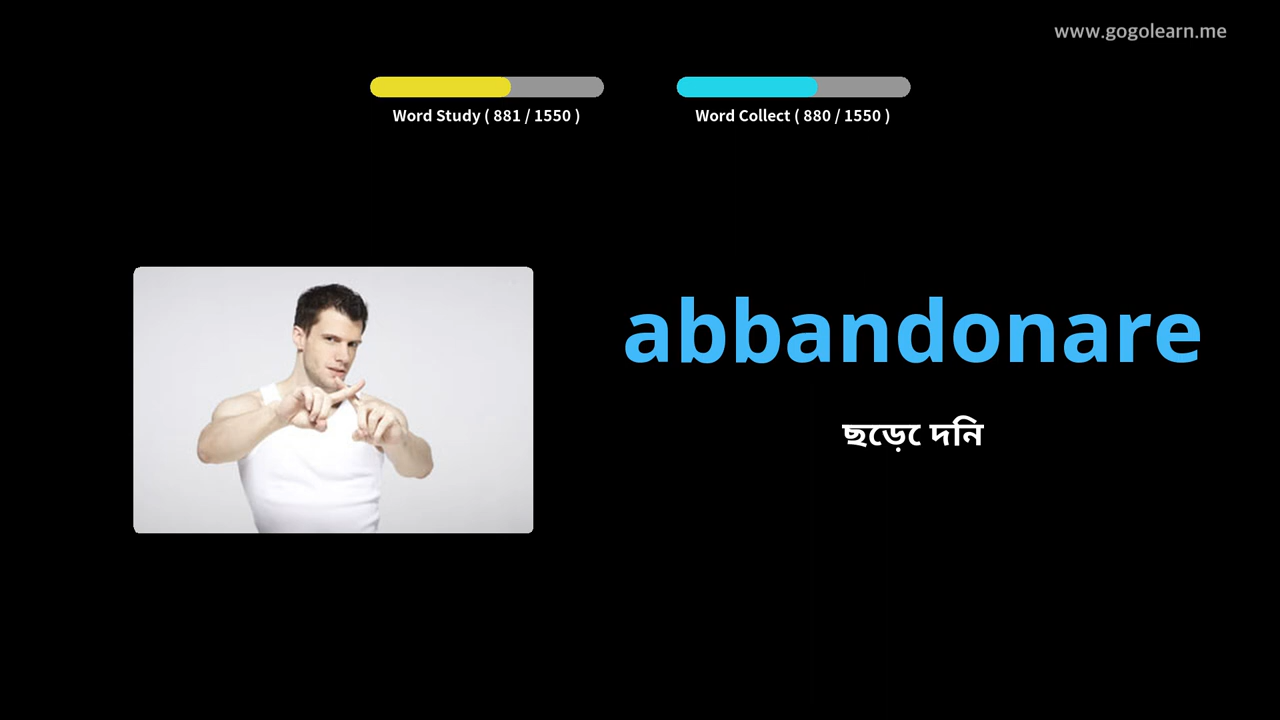 www.gogolearn.me
Word Study ( 881 / 1550 )
Word Collect ( 880 / 1550 )
abbandonare
ছড়েে দনি